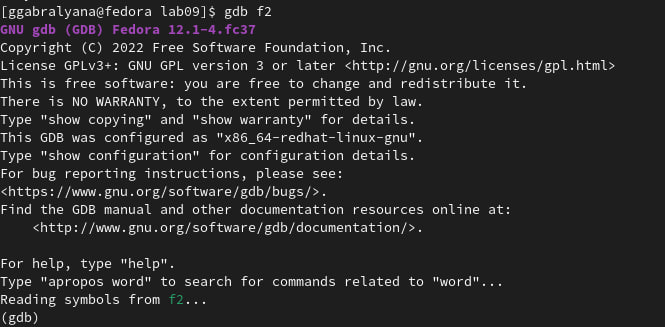 [ggabralyana@fedora lab09]$ gdb f2
GNU gdb (GDB) Fedora 12.1-4.fc37
Copyright (C) 2022 Free Software Foundation, Inc.
License GPLv3+: GNU GPL version 3 or later <http://gnu.org/licenses/gpl.html>
This is free software: you are free to change and redistribute it.
There is NO WARRANTY, to the extent permitted by law.
Type "show copying" and "show warranty" for details.
This GDB was configured as "x86_64-redhat-linux-gnu".
Type "show configuration" for configuration details.
For bug reporting instructions, please see:
<https://www.gnu.org/software/gdb/bugs/>.
Find the GDB manual and other documentation resources online at:
    <http://www.gnu.org/software/gdb/documentation/>.

For help, type "help".
Type "apropos word" to search for commands related to "word"...
Reading symbols from f2...
(gdb)